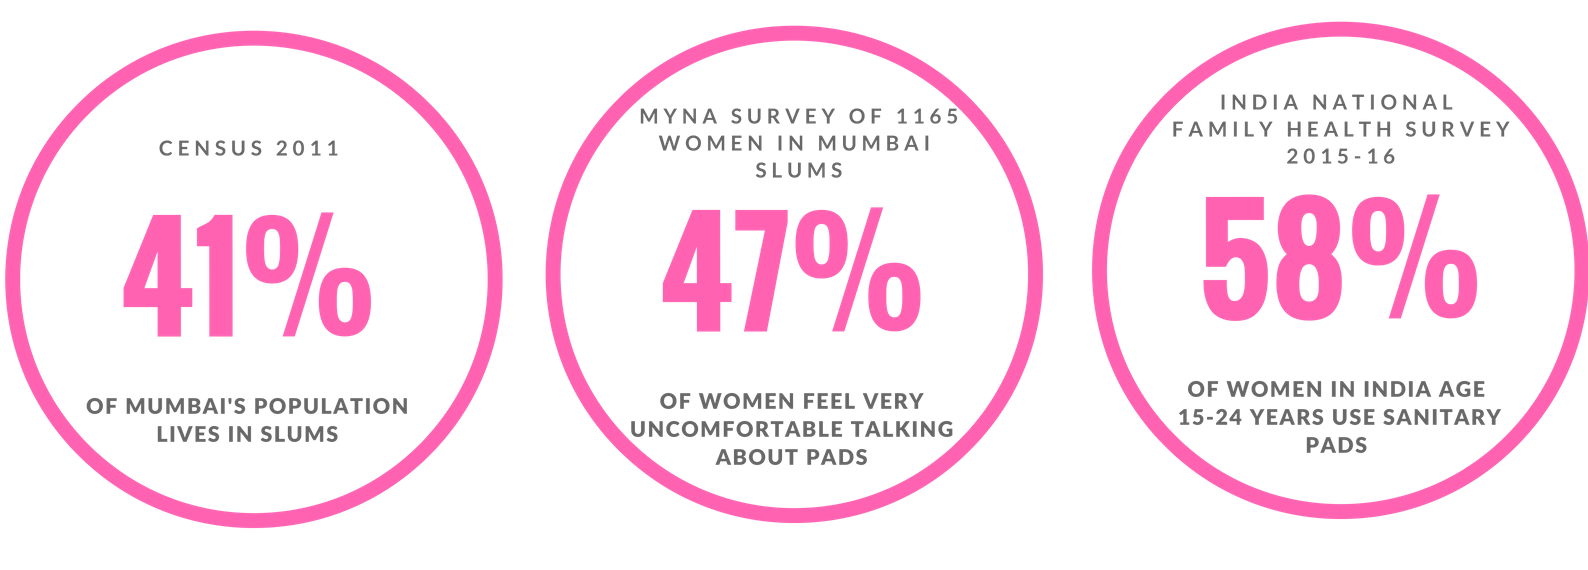 CENSUS 2011
41%
OF MUMBAI'S POPULATION
LIVES IN SLUMS
MYNA SURVEY OF 1165
WOMEN IN MUMBAI
SLUMS
47%
OF WOMEN FEEL VERY
UNCOMFORTABLE TALKING
ABOUT PADS
INDIA NATIONAL
FAMILY HEALTH SURVEY
2015-16
58%
OF WOMEN IN INDIA AGE
15-24 YEARS USE SANITARY
PADS